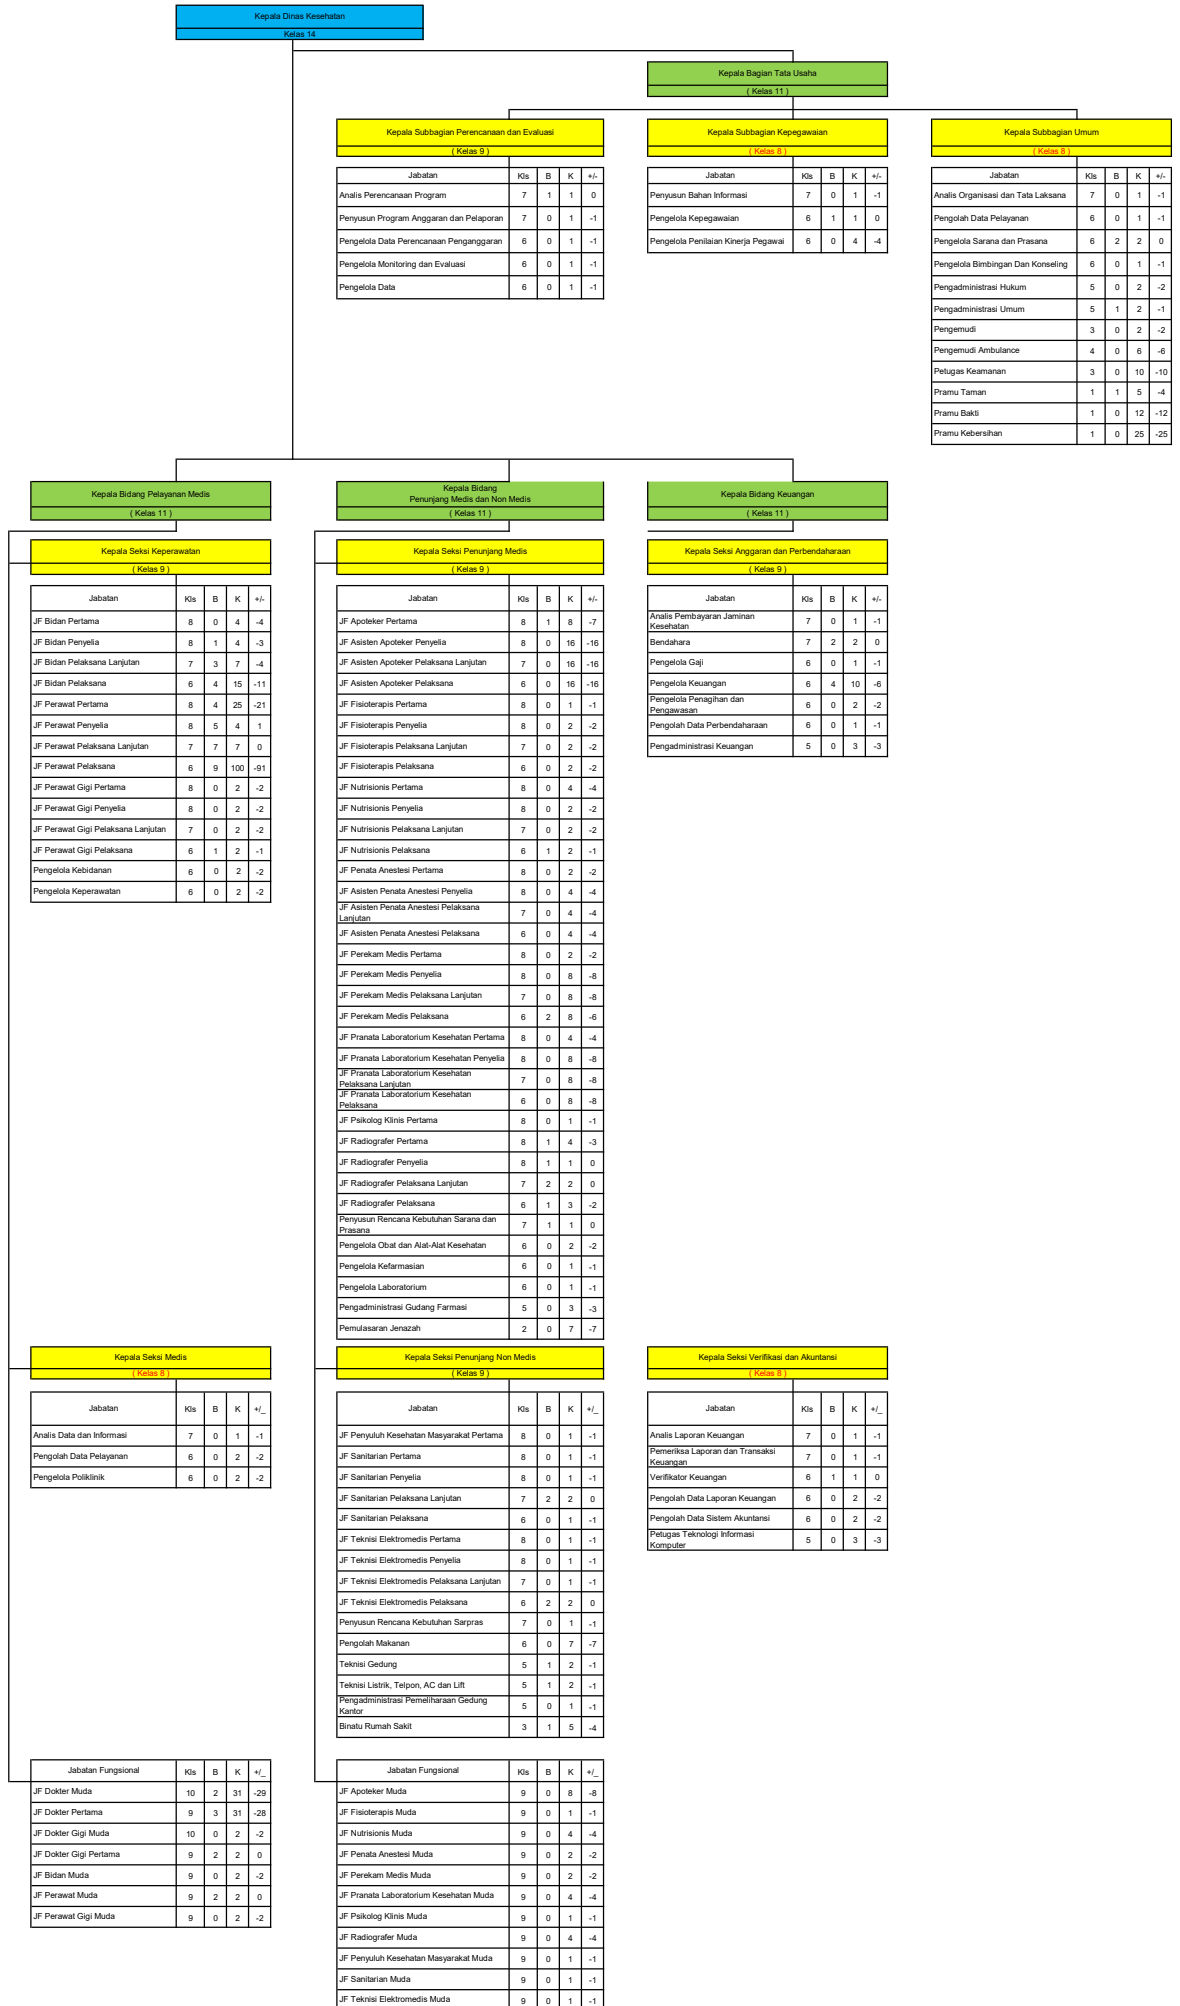 Kepala Dinas Kesehatan
Kelas 14
Kepala Bagian Tata Usaha
( Kelas 11 )
Kepala Subbagian Perencanaan dan Evaluasi
( Kelas 9 )
Jabatan Kls B K +/-
Analis Perencanaan Program 7 1 1 0
Penyusun Program Anggaran dan Pelaporan 7 0 1 -1
Pengelola Data Perencanaan Penganggaran 6 0 1 -1
Pengelola Monitoring dan Evaluasi 6 0 1 -1
Pengelola Data 6 0 1 -1
Kepala Subbagian Kepegawaian
( Kelas 8 )
Jabatan Kls B K +/-
Penyusun Bahan Informasi 7 0 1 -1
Pengelola Kepegawaian 6 1 1 0
Pengelola Penilaian Kinerja Pegawai 6 0 4 -4
Kepala Subbagian Umum
( Kelas 8 )
Jabatan Kls B K +/-
Analis Organisasi dan Tata Laksana 7 0 1 -1
Pengolah Data Pelayanan 6 0 1 -1
Pengelola Sarana dan Prasana 6 2 2 0
Pengelola Bimbingan Dan Konseling 6 0 1 -1
Pengadministrasi Hukum 5 0 2 -2
Pengadministrasi Umum 5 1 2 -1
Pengemudi 3 0 2 -2
Pengemudi Ambulance 4 0 6 -6
Petugas Keamanan 3 0 10 -10
Pramu Taman 1 1 5 -4
Pramu Bakti 1 0 12 -12
Pramu Kebersihan 1 0 25 -25
Kepala Bidang Pelayanan Medis
( Kelas 11 )
Kepala Seksi Keperawatan
( Kelas 9 )
Jabatan Kls B K +/-
JF Bidan Pertama 8 0 4 -4
JF Bidan Penyelia 8 1 4 -3
JF Bidan Pelaksana Lanjutan 7 3 7 -4
JF Bidan Pelaksana 6 4 15 -11
JF Perawat Pertama 8 4 25 -21
JF Perawat Penyelia 8 5 4 1
JF Perawat Pelaksana Lanjutan 7 7 7 0
JF Perawat Pelaksana 6 9 100 -91
JF Perawat Gigi Pertama 8 0 2 -2
JF Perawat Gigi Penyelia 8 0 2 -2
JF Perawat Gigi Pelaksana Lanjutan 7 0 2 -2
JF Perawat Gigi Pelaksana 6 1 2 -1
Pengelola Kebidanan 6 0 2 -2
Pengelola Keperawatan 6 0 2 -2
Kepala Bidang
Penunjang Medis dan Non Medis
( Kelas 11 )
Kepala Seksi Penunjang Medis
( Kelas 9 )
Jabatan Kls B K +/-
JF Apoteker Pertama 8 1 8 -7
JF Asisten Apoteker Penyelia 8 0 16 -16
JF Asisten Apoteker Pelaksana Lanjutan 7 0 16 -16
JF Asisten Apoteker Pelaksana 6 0 16 -16
JF Fisioterapis Pertama 8 0 1 -1
JF Fisioterapis Penyelia 8 0 2 -2
JF Fisioterapis Pelaksana Lanjutan 7 0 2 -2
JF Fisioterapis Pelaksana 6 0 2 -2
JF Nutrisionis Pertama 8 0 4 -4
JF Nutrisionis Penyelia 8 0 2 -2
JF Nutrisionis Pelaksana Lanjutan 7 0 2 -2
JF Nutrisionis Pelaksana 6 1 2 -1
JF Penata Anestesi Pertama 8 0 2 -2
JF Asisten Penata Anestesi Penyelia 8 0 4 -4
JF Asisten Penata Anestesi Pelaksana
Lanjutan 7 0 4 -4
JF Asisten Penata Anestesi Pelaksana 6 0 4 -4
JF Perekam Medis Pertama 8 0 2 -2
JF Perekam Medis Penyelia 8 0 8 -8
JF Perekam Medis Pelaksana Lanjutan 7 0 8 -8
JF Perekam Medis Pelaksana 6 2 8 -6
JF Pranata Laboratorium Kesehatan Pertama 8 0 4 -4
JF Pranata Laboratorium Kesehatan Penyelia 8 0 8 -8
JF Pranata Laboratorium Kesehatan
Pelaksana Lanjutan 7 0 8 -8
JF Pranata Laboratorium Kesehatan
Pelaksana 6 0 8 -8
JF Psikolog Klinis Pertama 8 0 1 -1
JF Radiografer Pertama 8 1 4 -3
JF Radiografer Penyelia 8 1 1 0
JF Radiografer Pelaksana Lanjutan 7 2 2 0
JF Radiografer Pelaksana 6 1 3 -2
Penyusun Rencana Kebutuhan Sarana dan
Prasana 7 1 1 0
Pengelola Obat dan Alat-Alat Kesehatan 6 0 2 -2
Pengelola Kefarmasian 6 0 1 -1
Pengelola Laboratorium 6 0 1 -1
Pengadministrasi Gudang Farmasi 5 0 3 -3
Pemulasaran Jenazah 2 0 7 -7
Kepala Bidang Keuangan
( Kelas 11 )
Kepala Seksi Anggaran dan Perbendaharaan
( Kelas 9 )
Jabatan Kls B K +/-
Analis Pembayaran Jaminan
Kesehatan 7 0 1 -1
Bendahara 7 2 2 0
Pengelola Gaji 6 0 1 -1
Pengelola Keuangan 6 4 10 -6
Pengelola Penagihan dan
Pengawasan 6 0 2 -2
Pengolah Data Perbendaharaan 6 0 1 -1
Pengadministrasi Keuangan 5 0 3 -3
Kepala Seksi Medis
( Kelas 8 )
Jabatan Kls B K +/_
Analis Data dan Informasi 7 0 1 -1
Pengolah Data Pelayanan 6 0 2 -2
Pengelola Poliklinik 6 0 2 -2
Kepala Seksi Penunjang Non Medis
( Kelas 9 )
Jabatan Kls B K +/_
JF Penyuluh Kesehatan Masyarakat Pertama 8 0 1 -1
JF Sanitarian Pertama 8 0 1 -1
JF Sanitarian Penyelia 8 0 1 -1
JF Sanitarian Pelaksana Lanjutan 7 2 2 0
JF Sanitarian Pelaksana 6 0 1 -1
JF Teknisi Elektromedis Pertama 8 0 1 -1
JF Teknisi Elektromedis Penyelia 8 0 1 -1
JF Teknisi Elektromedis Pelaksana Lanjutan 7 0 1 -1
JF Teknisi Elektromedis Pelaksana 6 2 2 0
Penyusun Rencana Kebutuhan Sarpras 7 0 1 -1
Pengolah Makanan 6 0 7 -7
Teknisi Gedung 5 1 2 -1
Teknisi Listrik, Telpon, AC dan Lift 5 1 2 -1
Pengadministrasi Pemeliharaan Gedung
Kantor 5 0 1 -1
Binatu Rumah Sakit 3 1 5 -4
Kepala Seksi Verifikasi dan Akuntansi
( Kelas 8 )
Jabatan Kls B K +/_
Analis Laporan Keuangan 7 0 1 -1
Pemeriksa Laporan dan Transaksi
Keuangan 7 0 1 -1
Verifikator Keuangan 6 1 1 0
Pengolah Data Laporan Keuangan 6 0 2 -2
Pengolah Data Sistem Akuntansi 6 0 2 -2
Petugas Teknologi Informasi
Komputer 5 0 3 -3
Jabatan Fungsional Kls B K +/_
JF Dokter Muda 10 2 31 -29
JF Dokter Pertama 9 3 31 -28
JF Dokter Gigi Muda 10 0 2 -2
JF Dokter Gigi Pertama 9 2 2 0
JF Bidan Muda 9 0 2 -2
JF Perawat Muda 9 2 2 0
JF Perawat Gigi Muda 9 0 2 -2
Jabatan Fungsional Kls B K +/_
JF Apoteker Muda 9 0 8 -8
JF Fisioterapis Muda 9 0 1 -1
JF Nutrisionis Muda 9 0 4 -4
JF Penata Anestesi Muda 9 0 2 -2
JF Perekam Medis Muda 9 0 2 -2
JF Pranata Laboratorium Kesehatan Muda 9 0 4 -4
JF Psikolog Klinis Muda 9 0 1 -1
JF Radiografer Muda 9 0 4 -4
JF Penyuluh Kesehatan Masyarakat Muda 9 0 1 -1
JF Sanitarian Muda 9 0 1 -1
JF Teknisi Elektromedis Muda 9 0 1 -1